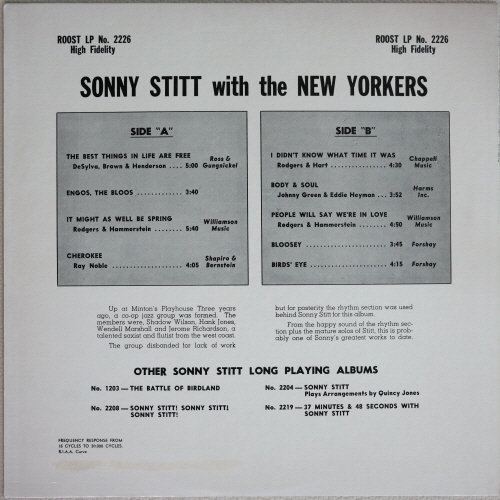 ROOST LP No. 2226 ROOST LP No. 2226
High Fidelity High Fidelity
SONNY STITT with the NEW YORKERS
SIDE "A"
THE BEST THINGS IN LIFE ARE FREE Ross &
DeSylva, Brown & Henderson .... 5:00 Gungnickel
ENGOS, THE BLOOS ............. 3:40
IT MIGHT AS WELL BE SPRING Williamson
Rodgers & Hammerstein ....... 5:40 Music
CHEROKEE Shapiro &
Ray Noble .................. 4:05 Bernstein
SIDE "B"
I DIDN'T KNOW WHAT TIME IT WAS Chappell
Rodgers & Hart ................ 4:30 Music
BODY & SOUL Harms
Johnny Green & Eddie Heyman ... 3:52 Inc.
PEOPLE WILL SAY WE'RE IN LOVE Williamson
Rodgers & Hammerstein ........ 4:50 Music
BLOOSEY .................... 3:45 Forshay
BIRDS' EYE .................. 4:15 Forshay
Up at Minton's Playhouse Three years
ago, a co-op jazz group was formed. The
members were, Shadow Wilson, Hank Jones,
Wendell Marshall and Jerome Richardson, a
talented saxist and flutist from the west coast.
The group disbanded for lack of work
but for posterity the rhythm section was used
behind Sonny Stitt for this album.
From the happy sound of the rhythm sec-
tion plus the mature solos of Stitt, this is prob-
ably one of Sonny's greatest works to date.
OTHER SONNY STITT LONG PLAYING ALBUMS
No. 1203 — THE BATTLE OF BIRDLAND
No. 2208 — SONNY STITT! SONNY STITT!
SONNY STITT!
No. 2204 — SONNY STITT
Plays Arrangements by Quincy Jones
No. 2219 — 37 MINUTES & 48 SECONDS WITH
SONNY STITT
FREQUENCY RESPONSE FROM
16 CYCLES TO 20,000 CYCLES.
R.I.A.A. Curve